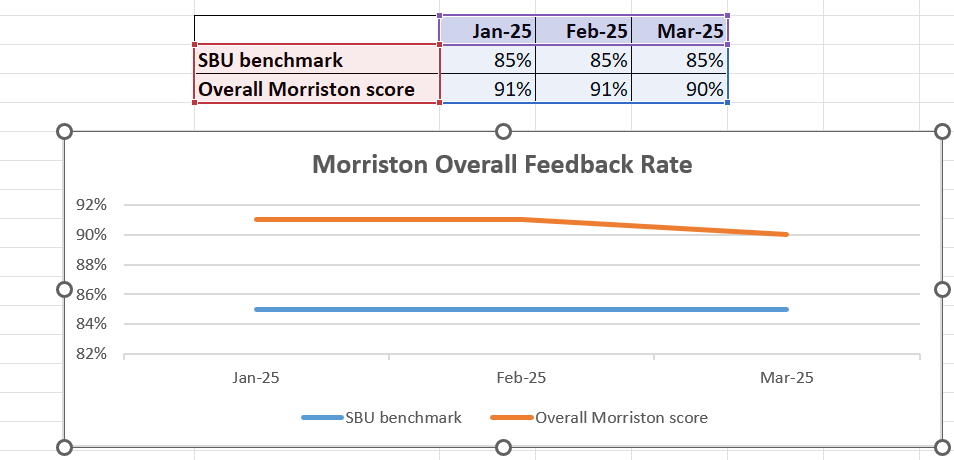 Jan-25 Feb-25 Mar-25
SBU benchmark 85% 85% 85%
Overall Morriston score 91% 91% 90%
Morriston Overall Feedback Rate
92%
90%
88%
86%
84%
82%
Jan-25 Feb-25 Mar-25
SBU benchmark Overall Morriston score